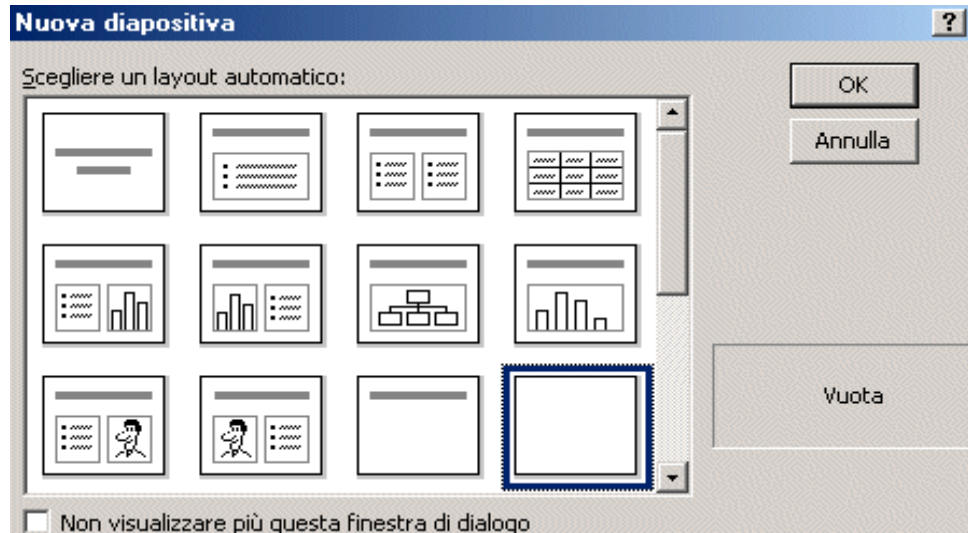 Nuova diapositiva
?
Scegliere un layout automatico:
OK
Annulla
Vuota
Non visualizzare più questa finestra di dialogo